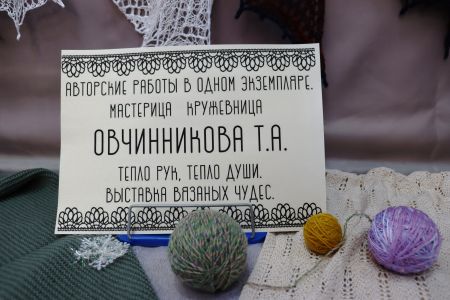 АВТОРСКИЕ РАБОТЫ В ОДНОМ ЭКЗЕМПЛЯРЕ.
МАСТЕРИЦА КРУЖЕВНИЦА
ОВЧИННИКОВА Т.А.
ТЕПЛО РУК, ТЕПЛО ДУШИ.
ВЫСТАВКА ВЯЗАНЫХ ЧУДЕС.